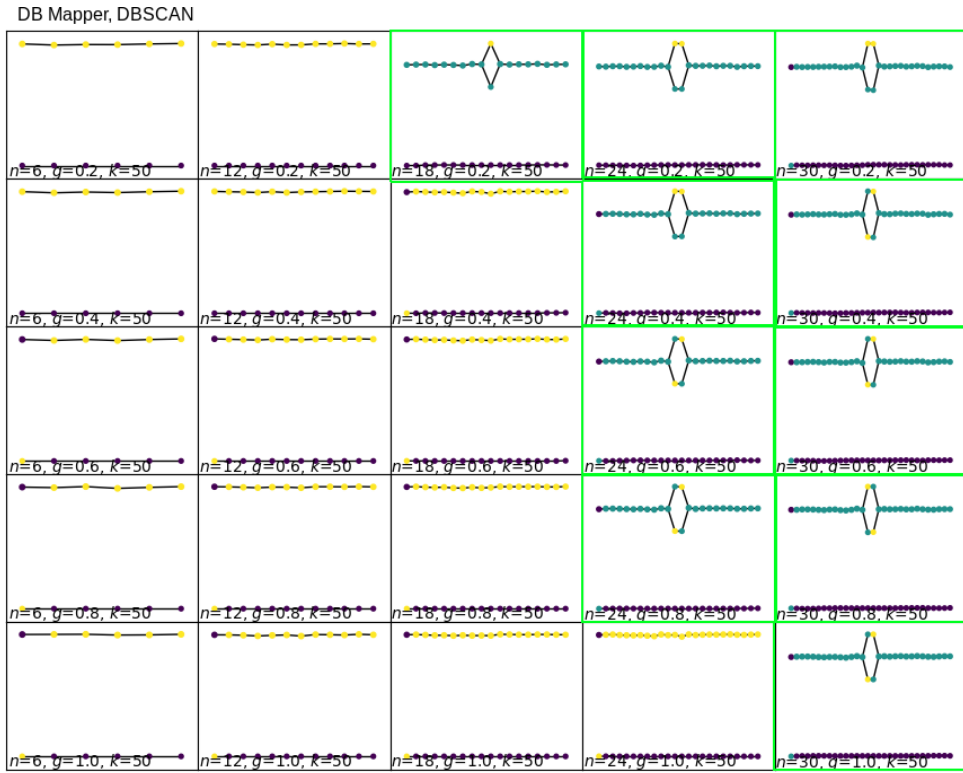 DB Mapper, DBSCAN
n=6, g=0.2, k=50
n=12, g=0.2, k=50
n=18, g=0.2, k=50
n=24, g=0.2, k=50
n=30, g=0.2, k=50
n=6, g=0.4, k=50
n=12, g=0.4, k=50
n=18, g=0.4, k=50
n=24, g=0.4, k=50
n=30, g=0.4, k=50
n=6, g=0.6, k=50
n=12, g=0.6, k=50
n=18, g=0.6, k=50
n=24, g=0.6, k=50
n=30, g=0.6, k=50
n=6, g=0.8, k=50
n=12, g=0.8, k=50
n=18, g=0.8, k=50
n=24, g=0.8, k=50
n=30, g=0.8, k=50
n=6, g=1.0, k=50
n=12, g=1.0, k=50
n=18, g=1.0, k=50
n=24, g=1.0, k=50
n=30, g=1.0, k=50